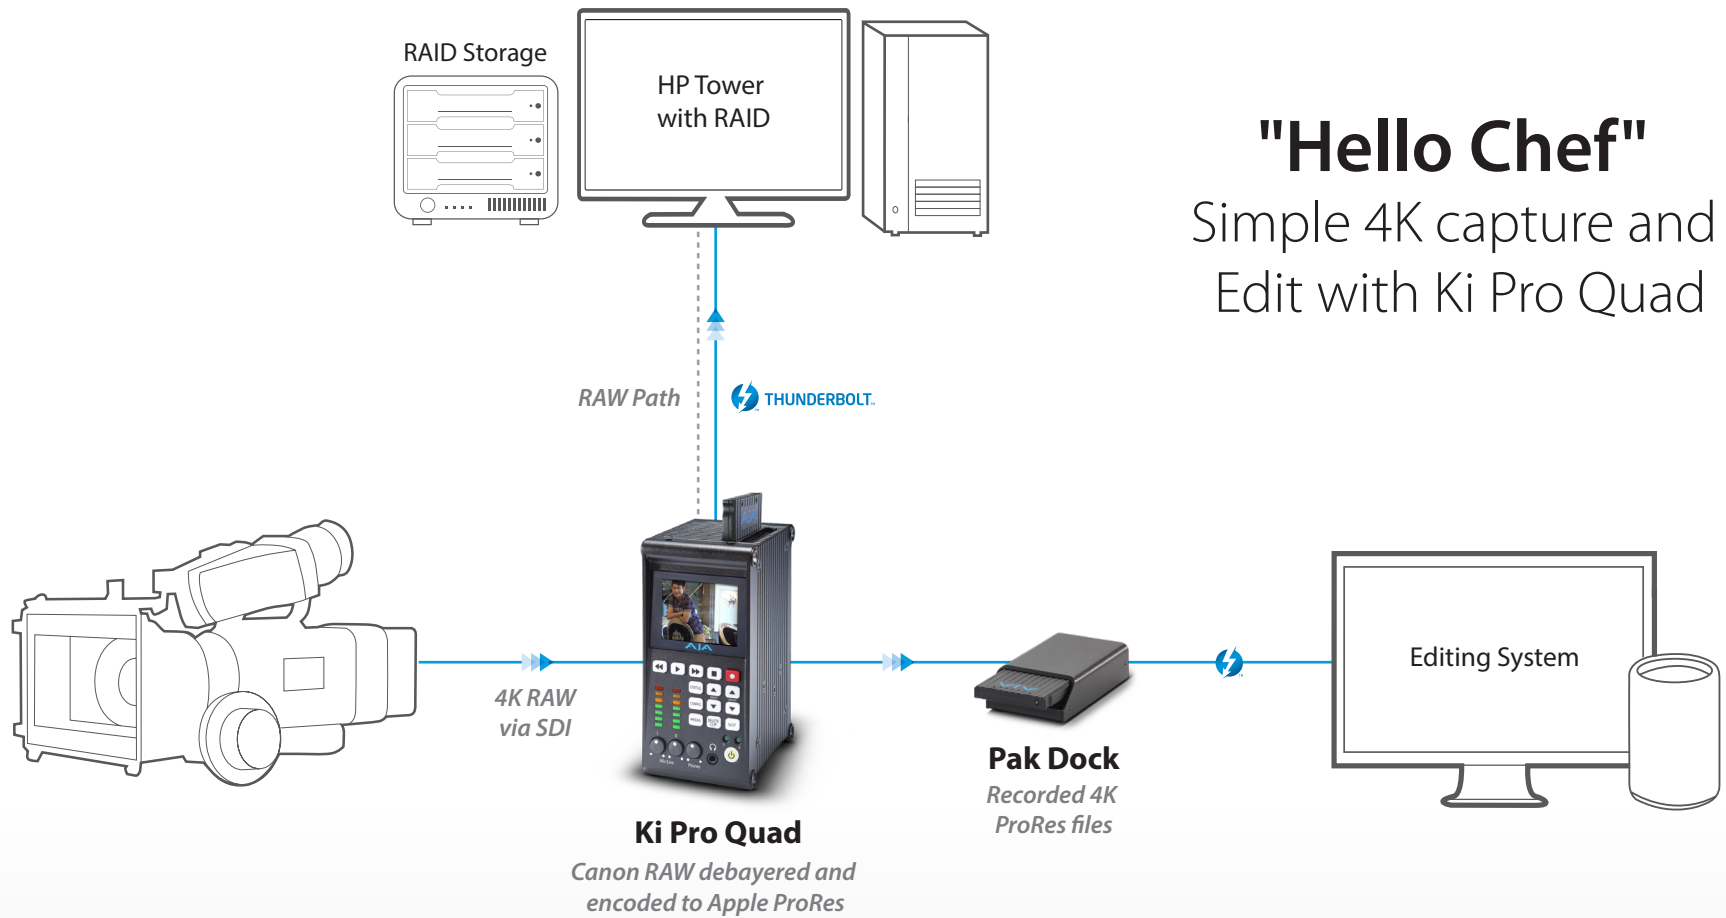 RAID Storage
HP Tower
with RAID
"Hello Chef"
Simple 4K capture and
Edit with Ki Pro Quad
RAW Path
THUNDERBOLT™
4K RAW
via SDI
AJA
Editing System
Pak Dock
Recorded 4K
ProRes files
Ki Pro Quad
Canon RAW debayered and
encoded to Apple ProRes